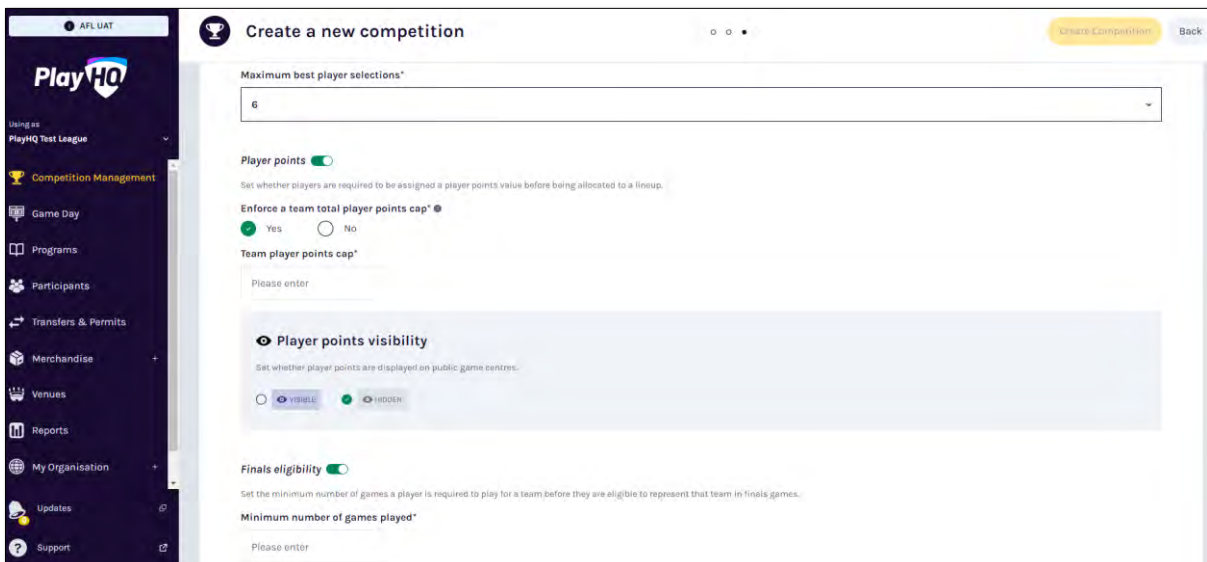 AFL UAT
PlayHQ
Using as
PlayHQ Test League
Competition Management
Game Day
Programs
Participants
Transfers & Permits
Merchandise +
Venues
Reports
My Organisation +
Updates
Support
Create a new competition
Create Competition
Back
Maximum best player selections*
6
Player points
Set whether players are required to be assigned a player points value before being allocated to a lineup.
Enforce a team total player points cap*
Yes No
Team player points cap*
Please enter
Player points visibility
Set whether player points are displayed on public game centres.
VISIBLE HIDDEN
Finals eligibility
Set the minimum number of games a player is required to play for a team before they are eligible to represent that team in finals games.
Minimum number of games played*
Please enter